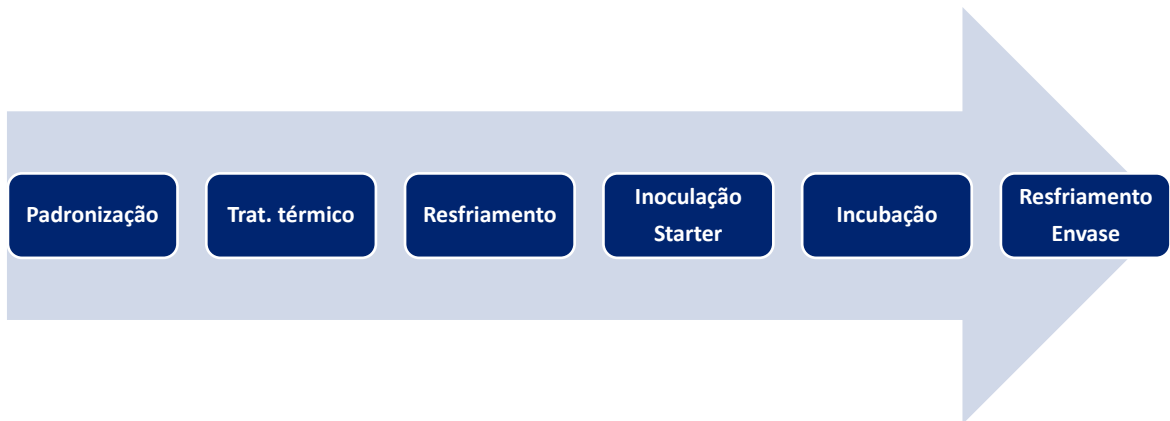 Padronização
Trat. térmico
Resfriamento
Inoculação
Starter
Incubação
Resfriamento
Envase